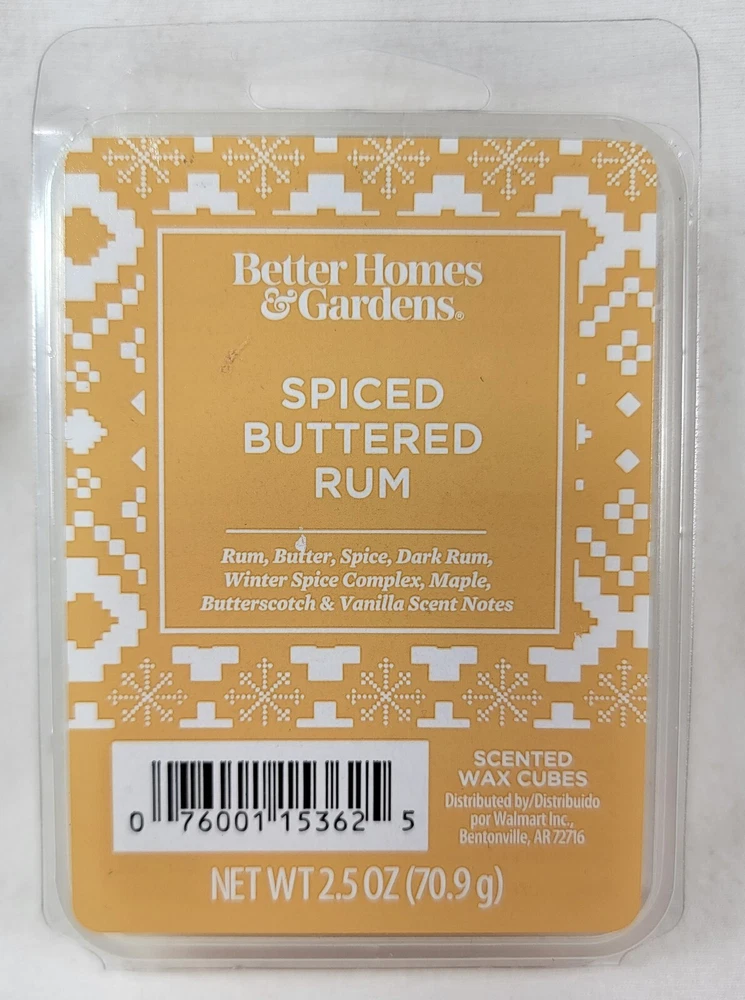 Better Homes
& Gardens®
SPICED
BUTTERED
RUM
Rum, Butter, Spice, Dark Rum,
Winter Spice Complex, Maple,
Butterscotch & Vanilla Scent Notes
SCENTED
WAX CUBES
Distributed by/Distribuido
por Walmart Inc.,
Bentonville, AR 72716
0 76001 15362 5
NET WT 2.5 OZ (70.9 g)